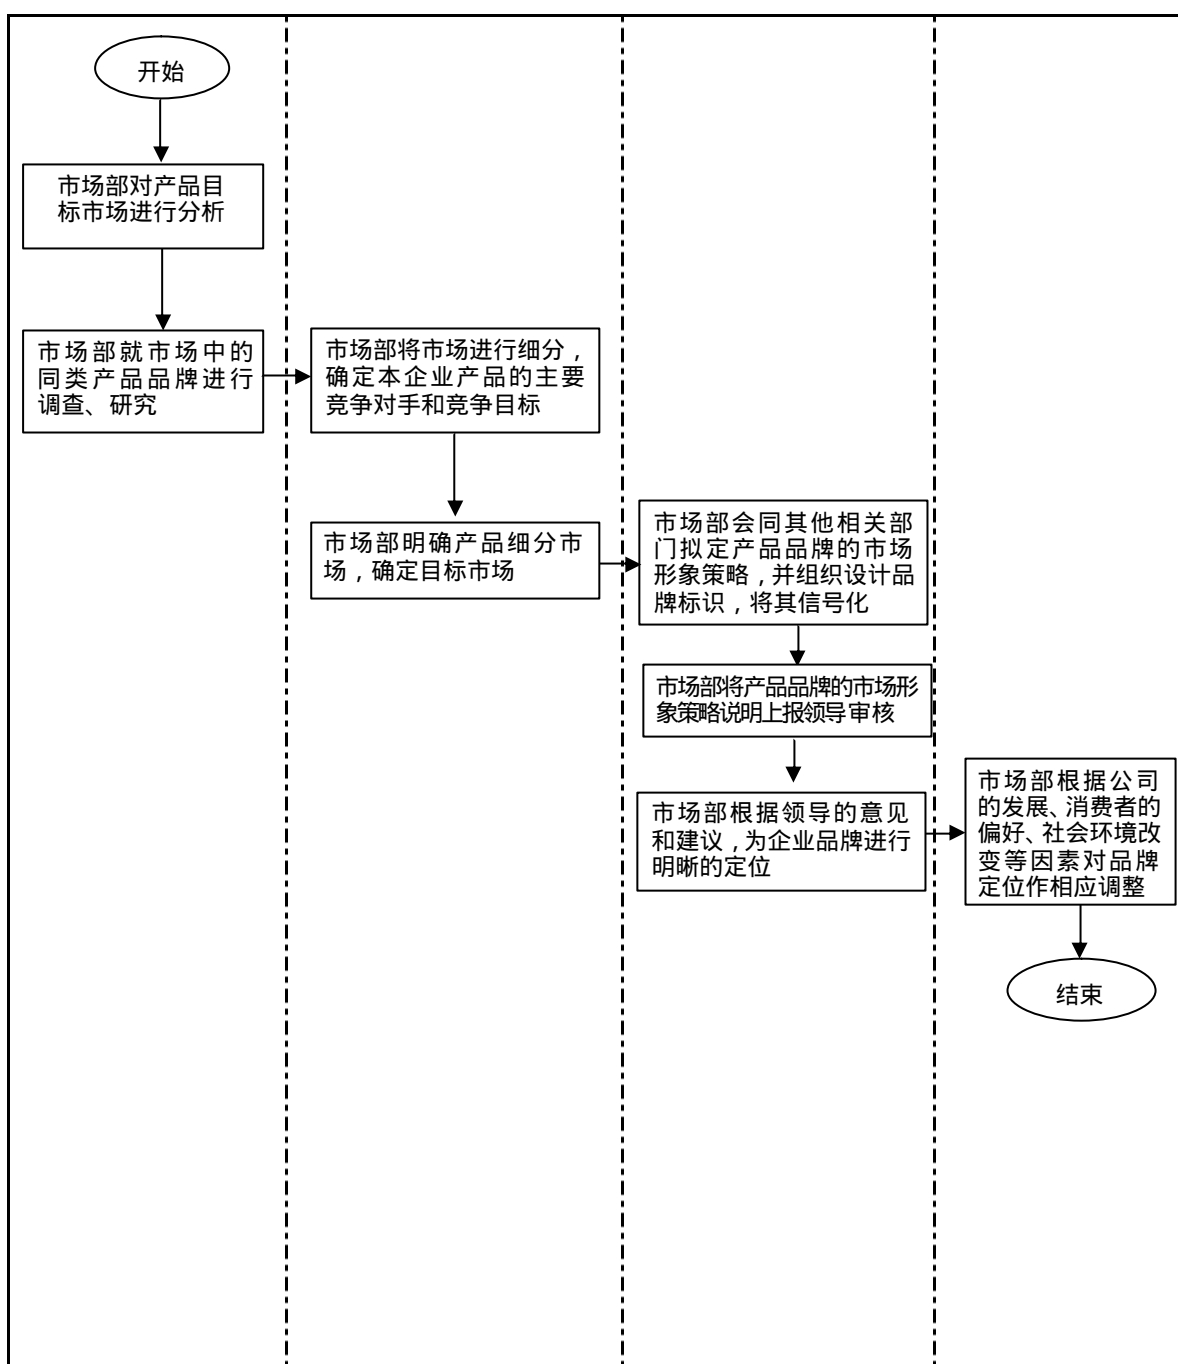 开始
市场部对产品目
标市场进行分析
市场部就市场中的
同类产品品牌进行
调查、研究
市场部将市场进行细分，
确定本企业产品的主要
竞争对手和竞争目标
市场部明确产品细分市
场，确定目标市场
市场部会同其他相关部
门拟定产品品牌的市场
形象策略，并组织设计品
牌标识，将其信号化
市场部将产品品牌的市场形
象策略说明上报领导审核
市场部根据领导的意见
和建议，为企业品牌进行
明晰的定位
市场部根据公司
的发展、消费者的
偏好、社会环境改
变等因素对品牌
定位作相应调整
结束